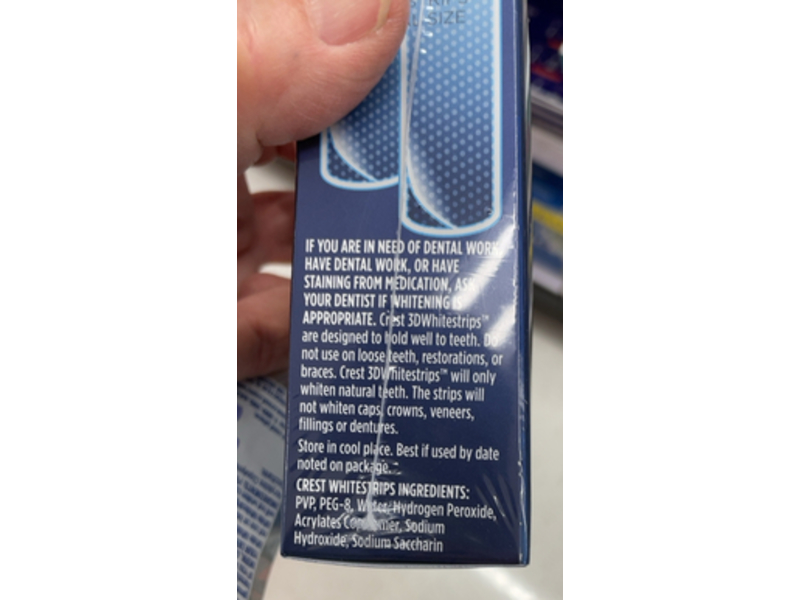 SIZE
IF YOU ARE IN NEED OF DENTAL WORK,
HAVE DENTAL WORK, OR HAVE
STAINING FROM MEDICATION, ASK
YOUR DENTIST IF WHITENING IS
APPROPRIATE. Crest 3DWhitestrips™
are designed to hold well to teeth. Do
not use on loose teeth, restorations, or
braces. Crest 3DWhitestrips™ will only
whiten natural teeth. The strips will
not whiten caps, crowns, veneers,
fillings or dentures.
Store in cool place. Best if used by date
noted on package.
CREST WHITESTRIPS INGREDIENTS:
PVP, PEG-8, Water, Hydrogen Peroxide,
Acrylates Copolymer, Sodium
Hydroxide, Sodium Saccharin